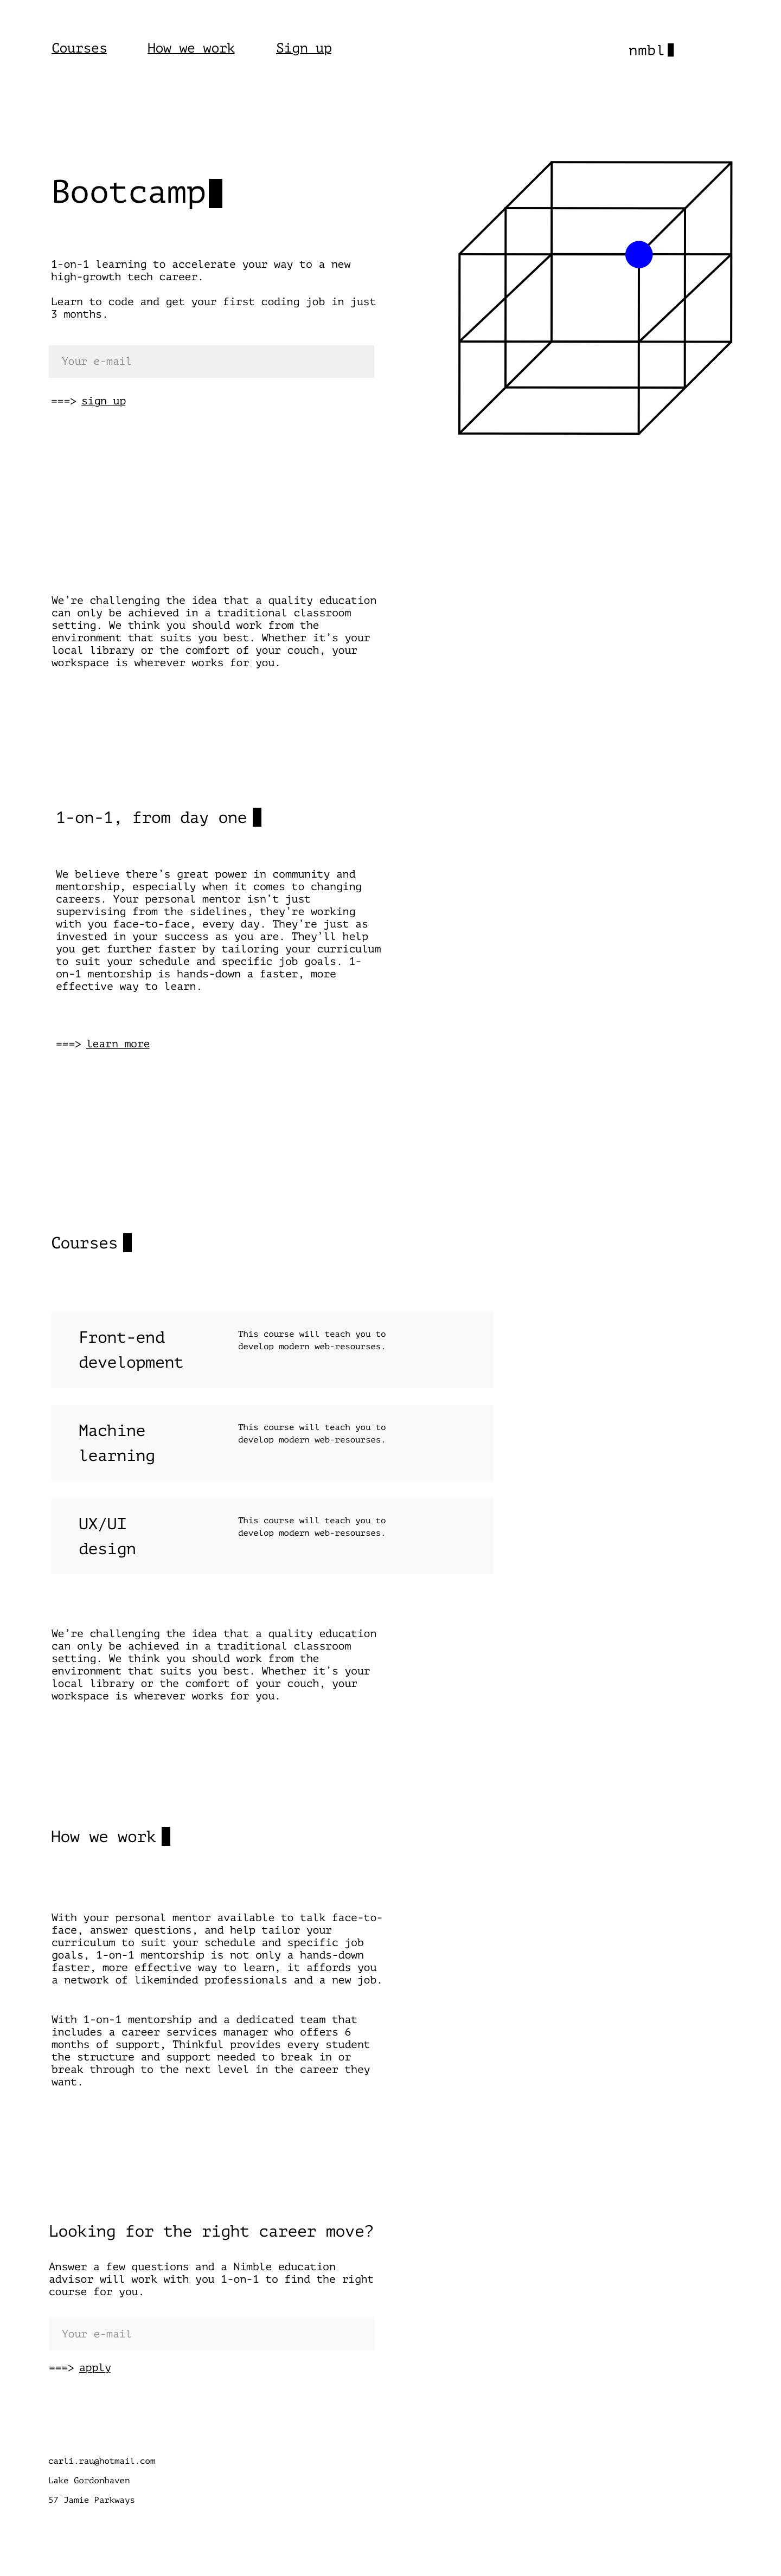 Courses How we work Sign up nmbl
Bootcamp
1-on-1 learning to accelerate your way to a new
high-growth tech career.
Learn to code and get your first coding job in just
3 months.
Your e-mail
===> sign up
We’re challenging the idea that a quality education
can only be achieved in a traditional classroom
setting. We think you should work from the
environment that suits you best. Whether it’s your
local library or the comfort of your couch, your
workspace is wherever works for you.
1-on-1, from day one
We believe there’s great power in community and
mentorship, especially when it comes to changing
careers. Your personal mentor isn’t just
supervising from the sidelines, they’re working
with you face-to-face, every day. They’re just as
invested in your success as you are. They’ll help
you get further faster by tailoring your curriculum
to suit your schedule and specific job goals. 1-
on-1 mentorship is hands-down a faster, more
effective way to learn.
===> learn more
Courses
Front-end
development
This course will teach you to
develop modern web-resourses.
Machine
learning
This course will teach you to
develop modern web-resourses.
UX/UI
design
This course will teach you to
develop modern web-resourses.
We’re challenging the idea that a quality education
can only be achieved in a traditional classroom
setting. We think you should work from the
environment that suits you best. Whether it’s your
local library or the comfort of your couch, your
workspace is wherever works for you.
How we work
With your personal mentor available to talk face-to-
face, answer questions, and help tailor your
curriculum to suit your schedule and specific job
goals, 1-on-1 mentorship is not only a hands-down
faster, more effective way to learn, it affords you
a network of likeminded professionals and a new job.
With 1-on-1 mentorship and a dedicated team that
includes a career services manager who offers 6
months of support, Thinkful provides every student
the structure and support needed to break in or
break through to the next level in the career they
want.
Looking for the right career move?
Answer a few questions and a Nimble education
advisor will work with you 1-on-1 to find the right
course for you.
Your e-mail
===> apply
carli.rau@hotmail.com
Lake Gordonhaven
57 Jamie Parkways